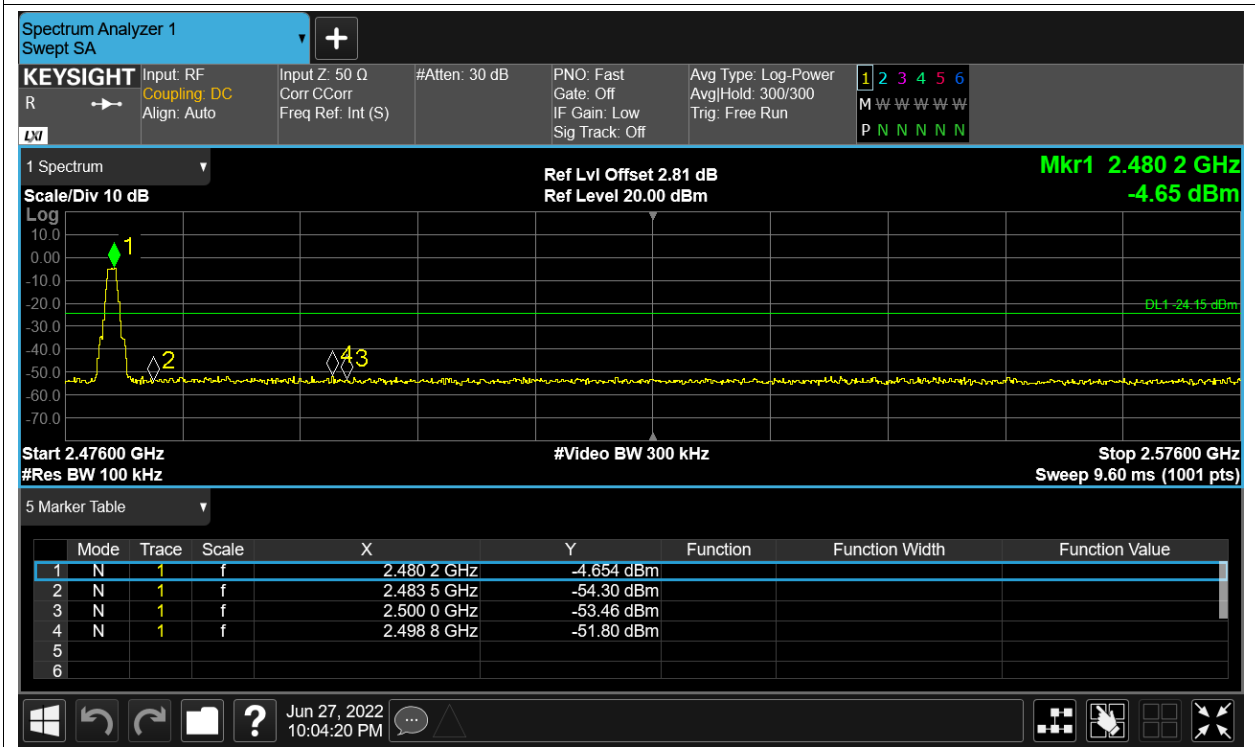 Spectrum Analyzer 1
Swept SA
KEYSIGHT Input: RF Input Z: 50 Ω #Atten: 30 dB PNO: Fast Avg Type: Log-Power 1 2 3 4 5 6
R Coupling: DC Corr CCorr Gate: Off Avg|Hold: 300/300 M W W W W W
Align: Auto Freq Ref: Int (S) IF Gain: Low Trig: Free Run
LXI Sig Track: Off P N N N N N
1 Spectrum Ref Lvl Offset 2.81 dB Mkr1 2.480 2 GHz
Scale/Div 10 dB Ref Level 20.00 dBm -4.65 dBm
Log
10.0
1
0.00
-10.0
-20.0
DL1 -24.15 dBm
-30.0
-40.0
2 4 3
-50.0
-60.0
-70.0
Start 2.47600 GHz #Video BW 300 kHz Stop 2.57600 GHz
#Res BW 100 kHz Sweep 9.60 ms (1001 pts)
5 Marker Table
Mode Trace Scale X Y Function Function Width Function Value
1 N 1 f 2.480 2 GHz -4.654 dBm
2 N 1 f 2.483 5 GHz -54.30 dBm
3 N 1 f 2.500 0 GHz -53.46 dBm
4 N 1 f 2.498 8 GHz -51.80 dBm
5
6
? Jun 27, 2022
10:04:20 PM